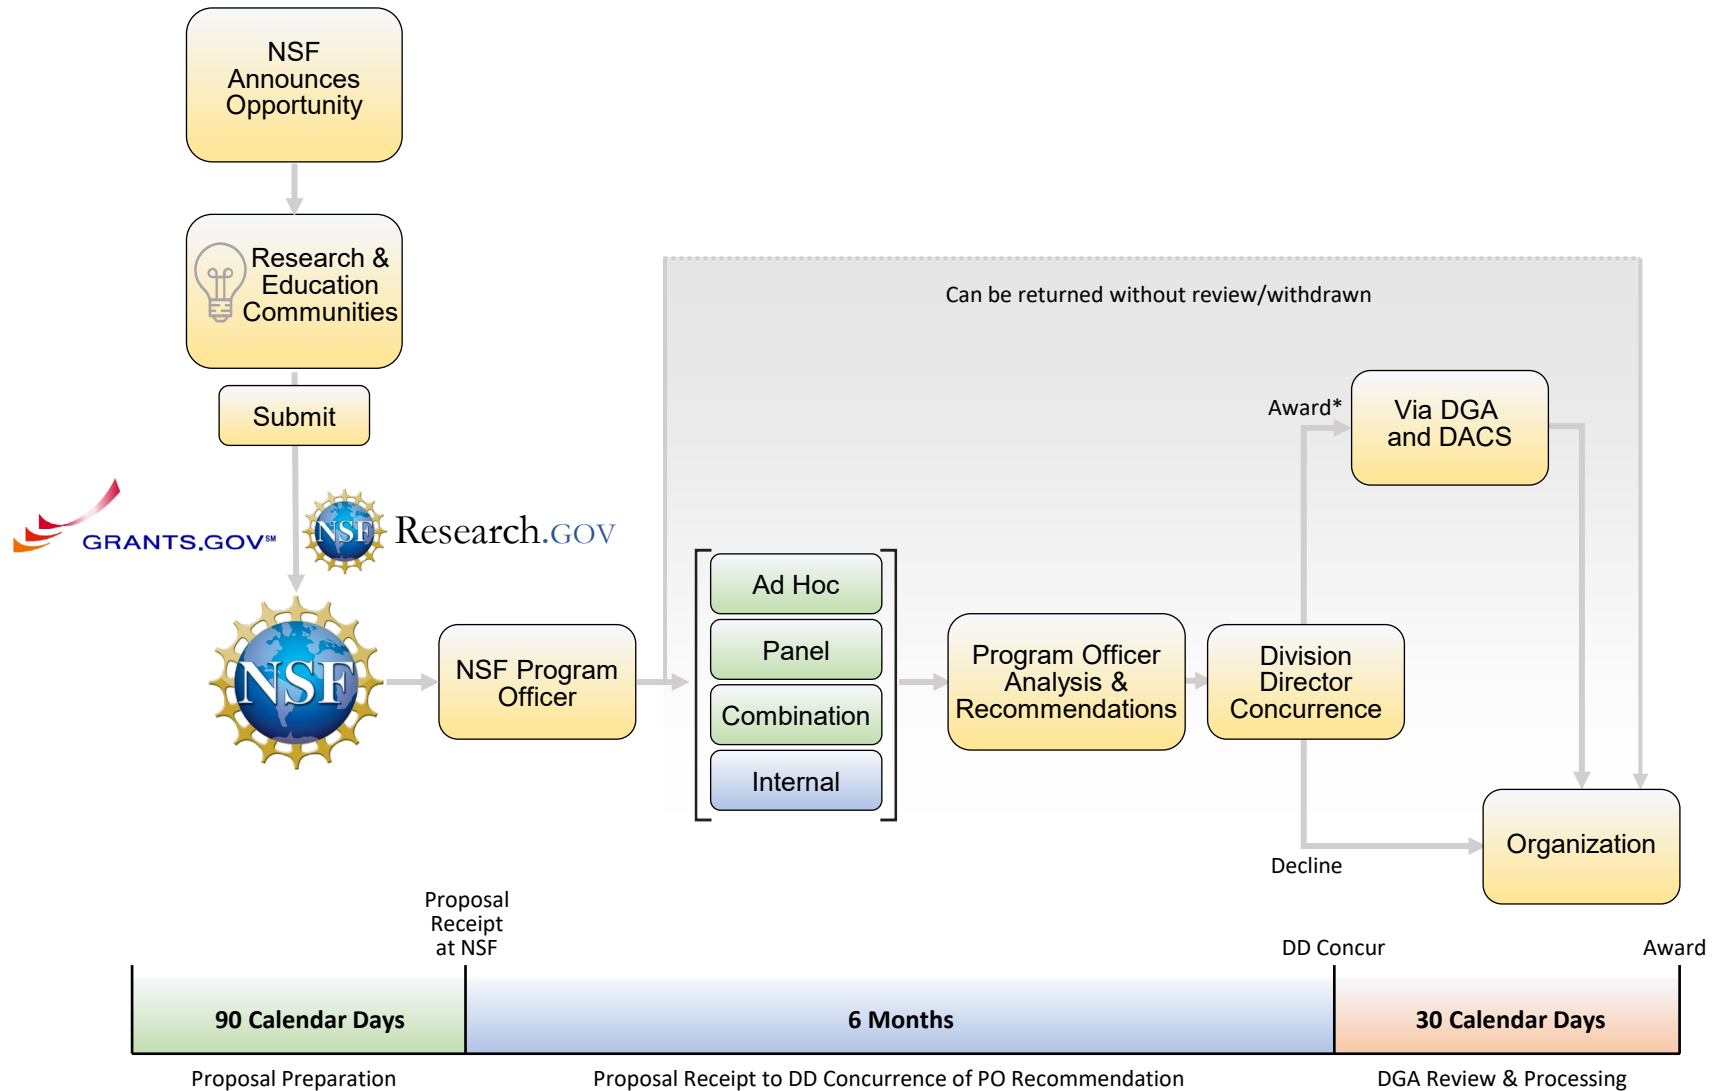 NSF
Announces
Opportunity
Research &
Education
Communities
Submit
GRANTS.GOV℠
NSF
Research.GOV
NSF
NSF Program
Officer
Can be returned without review/withdrawn
Ad Hoc
Panel
Combination
Internal
Program Officer
Analysis &
Recommendations
Division
Director
Concurrence
Award*
Via DGA
and DACS
Decline
Organization
Proposal
Receipt
at NSF
DD Concur
Award
90 Calendar Days
6 Months
30 Calendar Days
Proposal Preparation
Proposal Receipt to DD Concurrence of PO Recommendation
DGA Review & Processing